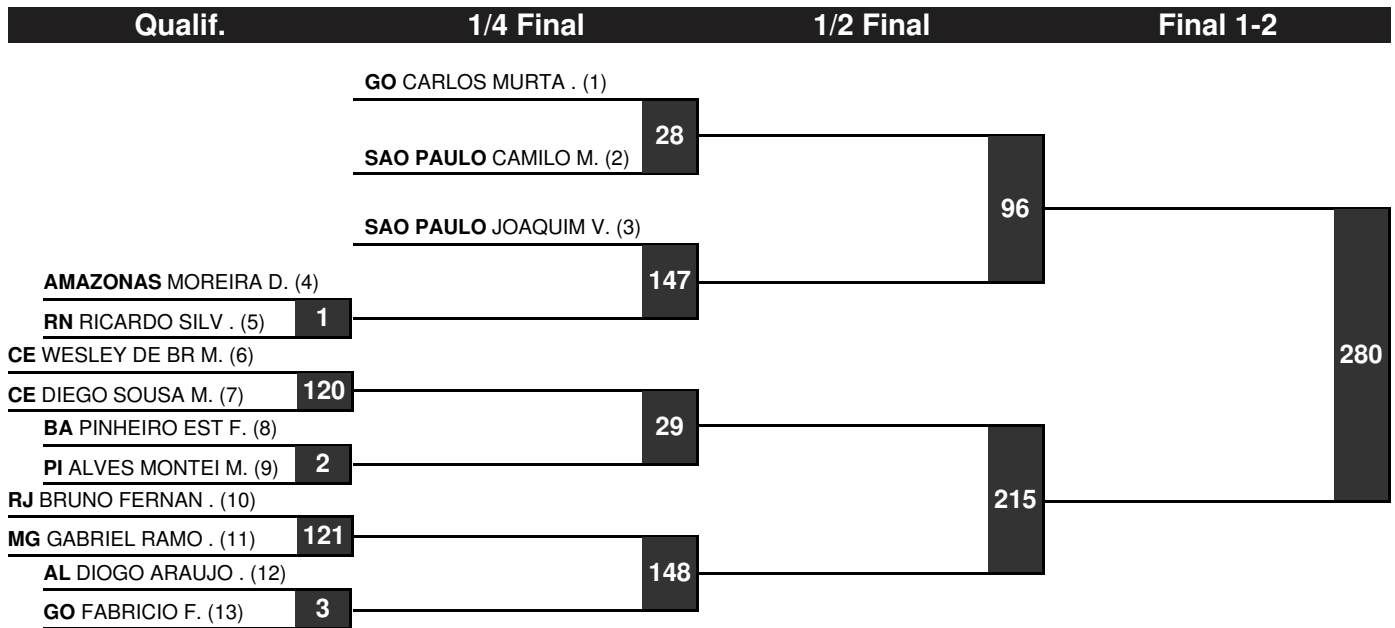 Qualif. 1/4 Final 1/2 Final Final 1-2
GO CARLOS MURTA . (1)
28
SAO PAULO CAMILO M. (2)
96
SAO PAULO JOAQUIM V. (3)
147
AMAZONAS MOREIRA D. (4)
RN RICARDO SILV . (5) 1
280
CE WESLEY DE BR M. (6)
CE DIEGO SOUSA M. (7) 120
29
BA PINHEIRO EST F. (8)
PI ALVES MONTEI M. (9) 2
215
RJ BRUNO FERNAN . (10)
MG GABRIEL RAMO . (11) 121
148
AL DIOGO ARAUJO . (12)
GO FABRICIO F. (13) 3